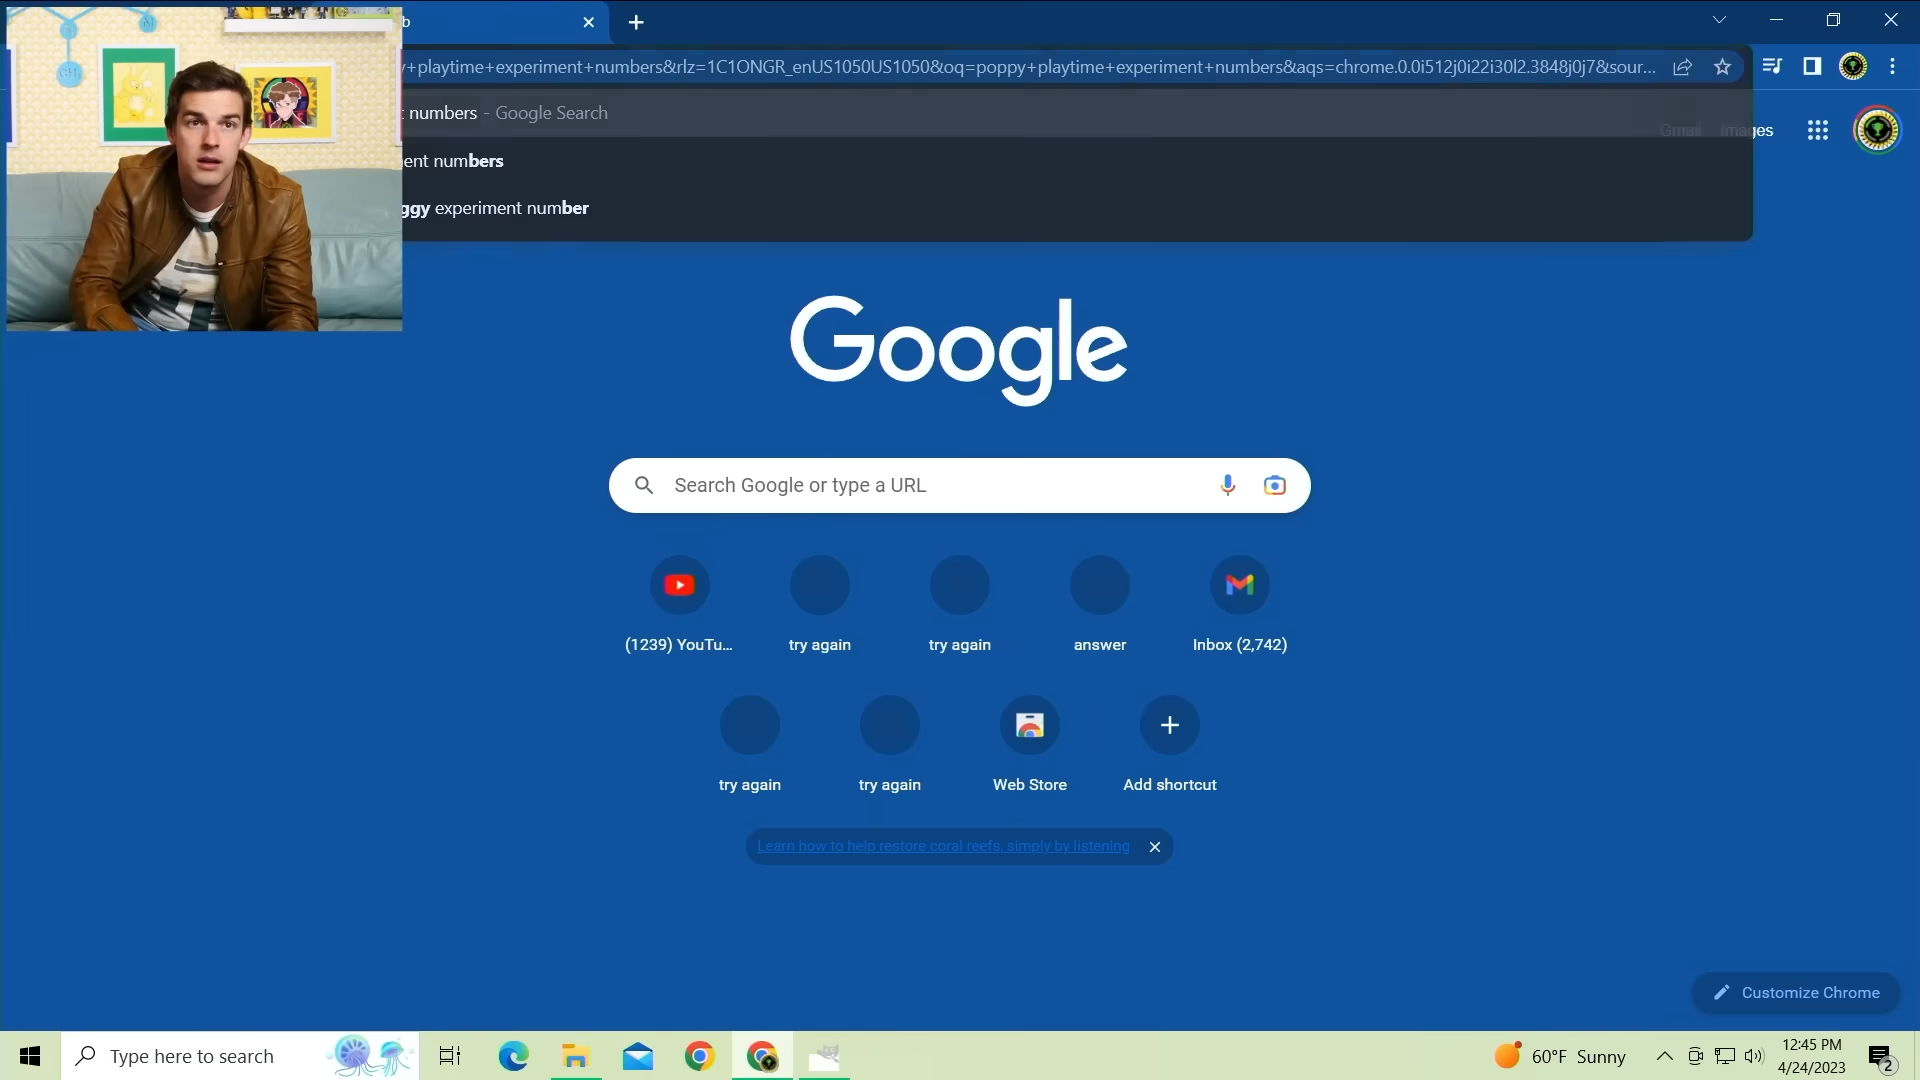 b
playtime+experiment+numbers&rlz=1C1ONGR_enUS1050US1050&oq=poppy+playtime+experiment+numbers&aqs=chrome.0.0i512j0i22i30l2.3848j0j7&sour...
numbers - Google Search
ent numbers
ggy experiment number
Gmail Images
Google
Search Google or type a URL
(1239) YouTu... try again try again answer Inbox (2,742)
try again try again Web Store Add shortcut
Learn how to help restore coral reefs, simply by listening
Customize Chrome
Type here to search
60°F Sunny
12:45 PM
4/24/2023
2